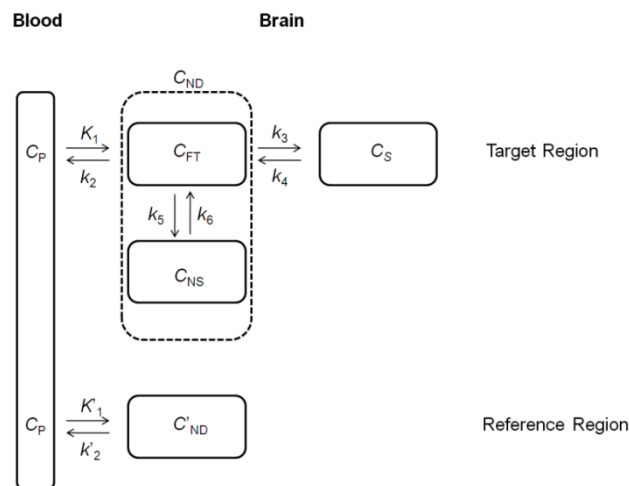 Blood Brain
C_ND
C_P K_1 k_2 C_FT k_3 k_4 C_S Target Region
k_5 k_6
C_NS
C_P K'_1 k'_2 C'_ND Reference Region